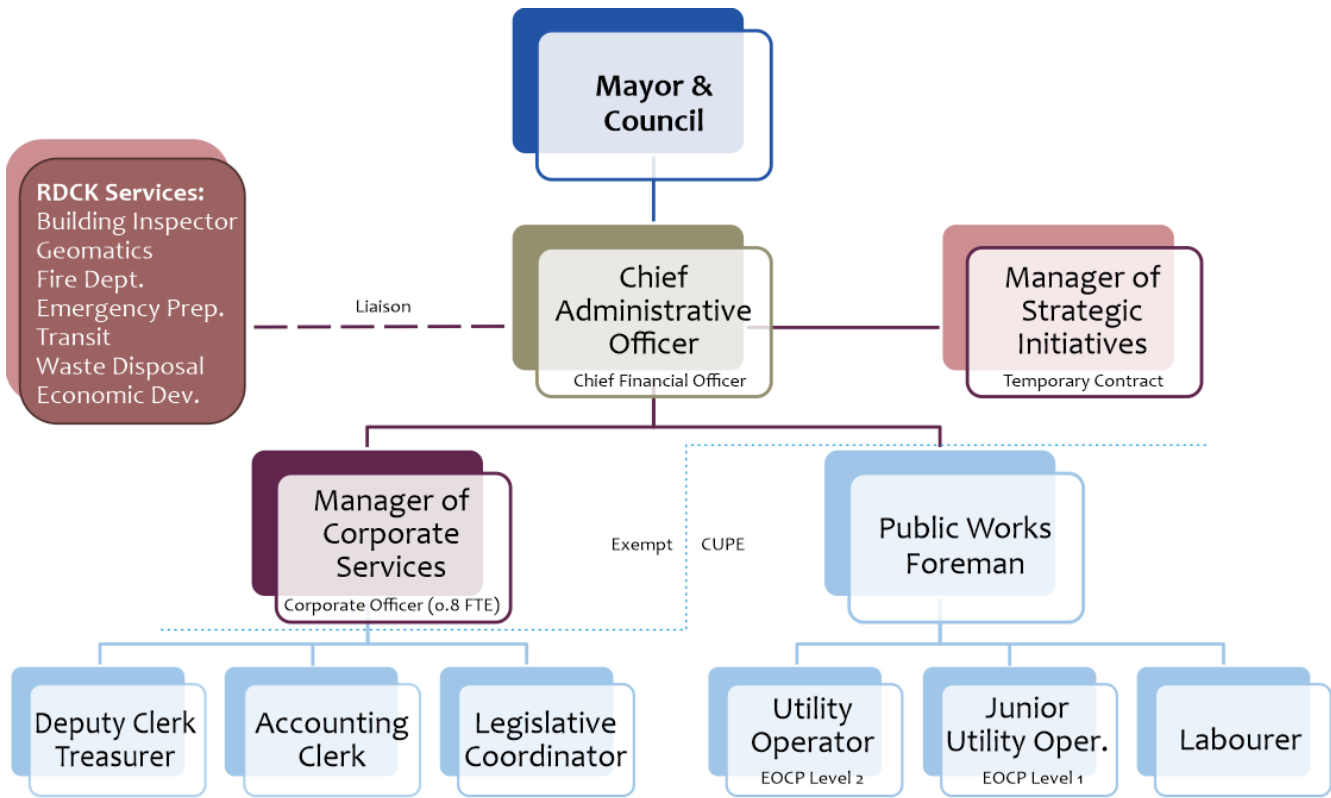 Mayor &
Council
RDCK Services:
Building Inspector
Geomatics
Fire Dept.
Emergency Prep.
Transit
Waste Disposal
Economic Dev.
Liaison
Chief
Administrative
Officer
Chief Financial Officer
Manager of
Strategic
Initiatives
Temporary Contract
Manager of
Corporate
Services
Corporate Officer (0.8 FTE)
Exempt
CUPE
Public Works
Foreman
Deputy Clerk
Treasurer
Accounting
Clerk
Legislative
Coordinator
Utility
Operator
EOCP Level 2
Junior
Utility Oper.
EOCP Level 1
Labourer